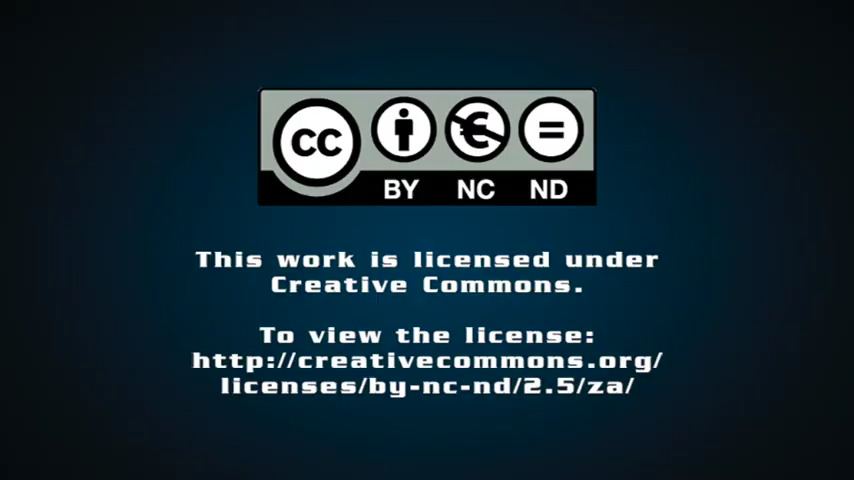 CC
BY NC ND
This work is licensed under
Creative Commons.
To view the license:
http://creativecommons.org/
licenses/by-nc-nd/2.5/za/